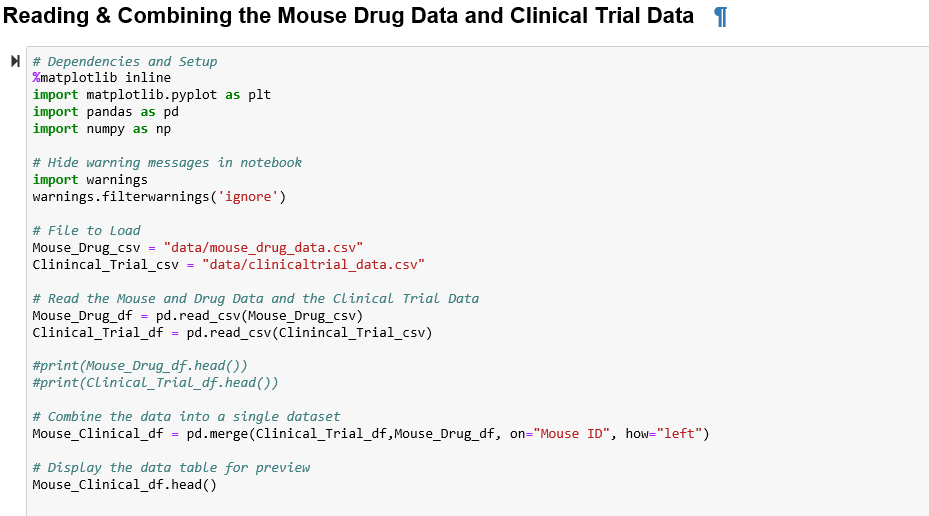 Reading & Combining the Mouse Drug Data and Clinical Trial Data ¶
# Dependencies and Setup
%matplotlib inline
import matplotlib.pyplot as plt
import pandas as pd
import numpy as np
# Hide warning messages in notebook
import warnings
warnings.filterwarnings('ignore')
# File to Load
Mouse_Drug_csv = "data/mouse_drug_data.csv"
Clinincal_Trial_csv = "data/clinicaltrial_data.csv"
# Read the Mouse and Drug Data and the Clinical Trial Data
Mouse_Drug_df = pd.read_csv(Mouse_Drug_csv)
Clinical_Trial_df = pd.read_csv(Clinincal_Trial_csv)
#print(Mouse_Drug_df.head())
#print(Clinical_Trial_df.head())
# Combine the data into a single dataset
Mouse_Clinical_df = pd.merge(Clinical_Trial_df,Mouse_Drug_df, on="Mouse ID", how="left")
# Display the data table for preview
Mouse_Clinical_df.head()